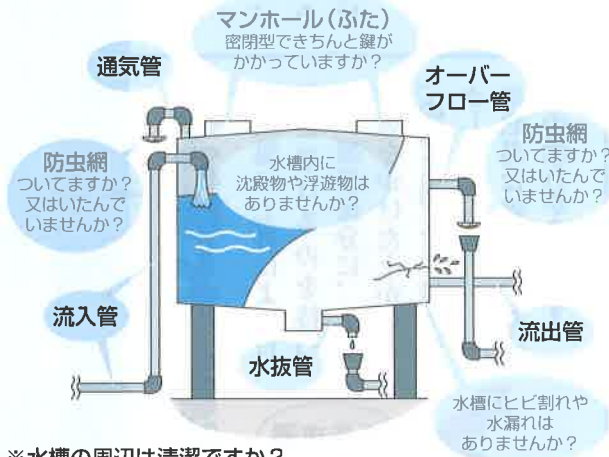 マンホール(ふた)
密閉型できちんと鍵が
かかっていますか?
通気管
オーバー
フロー管
防虫網
ついてますか?
又はいたんで
いませんか?
水槽内に
沈殿物や浮遊物は
ありませんか?
防虫網
ついてますか?
又はいたんで
いませんか?
流入管
水抜管
流出管
水槽にヒビ割れや
水漏れは
ありませんか?
※水槽の周辺は清潔ですか?